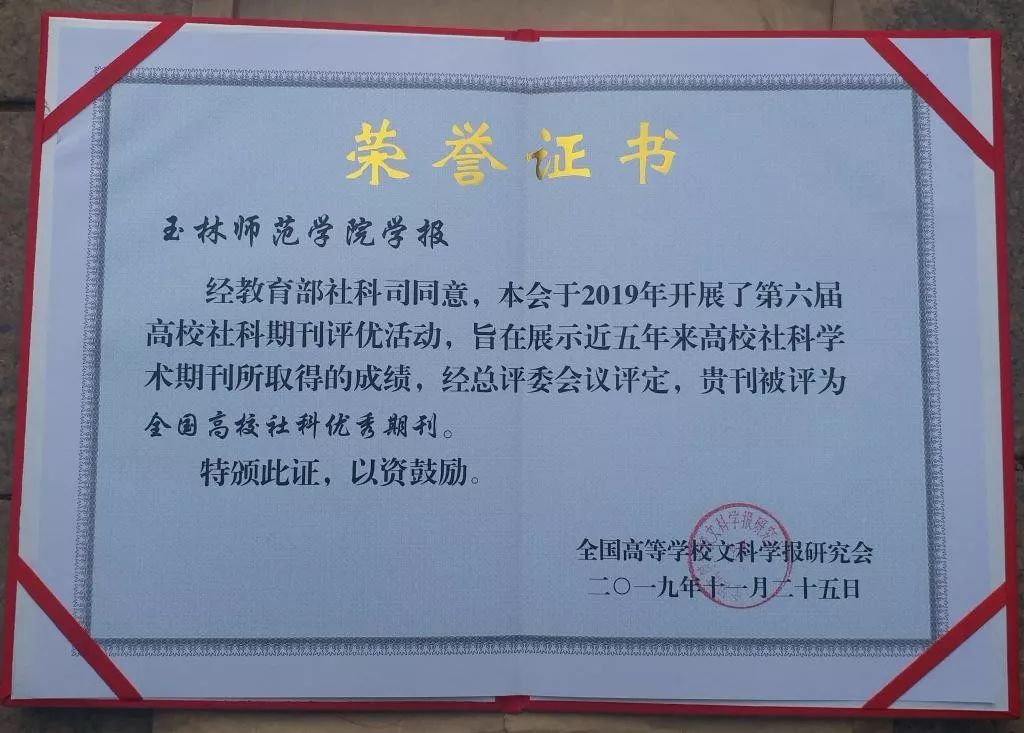 荣誉证书
玉林师范学院学报
经教育部社科司同意，本会于2019年开展了第六届
高校社科期刊评优活动，旨在展示近五年来高校社科学
术期刊所取得的成绩，经总评委会议评定，贵刊被评为
全国高校社科优秀期刊。
特颁此证，以资鼓励。
文科学报研究
全国高等学校文科学报研究会
二〇一九年十一月二十五日